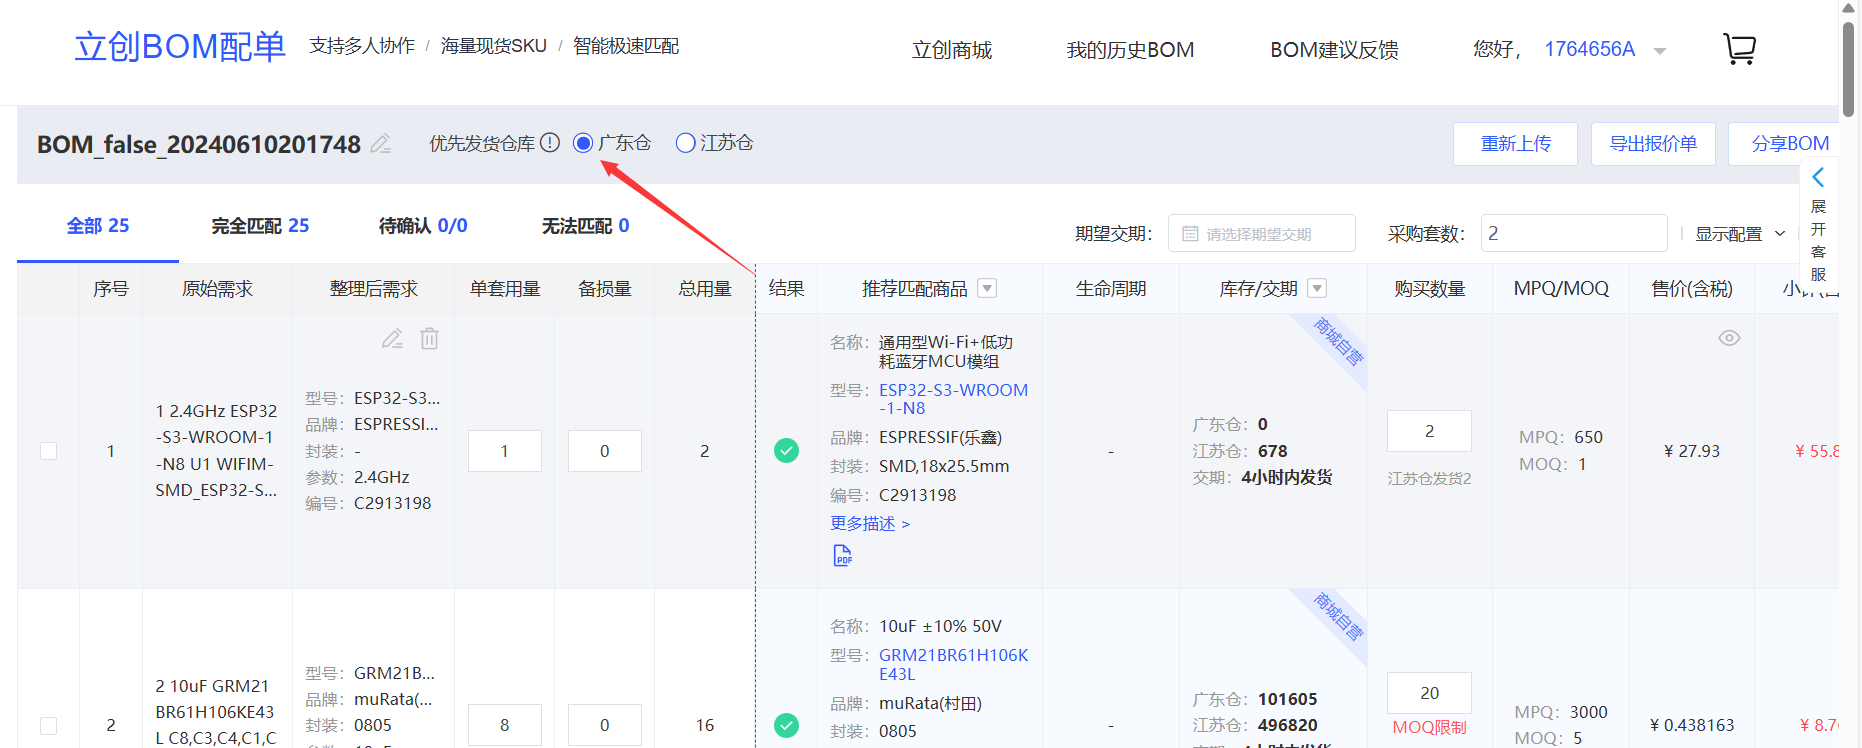 立创BOM配单 支持多人协作 / 海量现货SKU / 智能极速匹配 立创商城 我的历史BOM BOM建议反馈 您好， 1764656A
BOM_false_20240610201748 优先发货仓库 广东仓 江苏仓 重新上传 导出报价单 分享BOM
展
开
客
服
全部 25 完全匹配 25 待确认 0/0 无法匹配 0
期望交期： 请选择期望交期 采购套数： 2 显示配置
序号 原始需求 整理后需求 单套用量 备损量 总用量 结果 推荐匹配商品 生命周期 库存/交期 购买数量 MPQ/MOQ 售价(含税)
1
1 2.4GHz ESP32
-S3-WROOM-1
-N8 U1 WIFIM-
SMD_ESP32-S...
型号： ESP32-S3...
品牌： ESPRESSI...
封装： -
参数： 2.4GHz
编号： C2913198
1
0
2
名称： 通用型Wi-Fi+低功
耗蓝牙MCU模组
型号： ESP32-S3-WROOM
-1-N8
品牌： ESPRESSIF(乐鑫)
封装： SMD,18x25.5mm
编号： C2913198
更多描述 >
PDF
-
商城自营
广东仓： 0
江苏仓： 678
交期： 4小时内发货
2
江苏仓发货2
MPQ： 650
MOQ： 1
¥ 27.93
¥ 55.8
2
2 10uF GRM21
BR61H106KE43
L C8,C3,C4,C1,C
型号： GRM21B...
品牌： muRata(...
封装： 0805
8
0
16
名称： 10uF ±10% 50V
型号： GRM21BR61H106K
E43L
品牌： muRata(村田)
封装： 0805
-
商城自营
广东仓： 101605
江苏仓： 496820
交期： 4小时内发货
20
MOQ限制
MPQ： 3000
MOQ： 5
¥ 0.438163
¥ 8.7